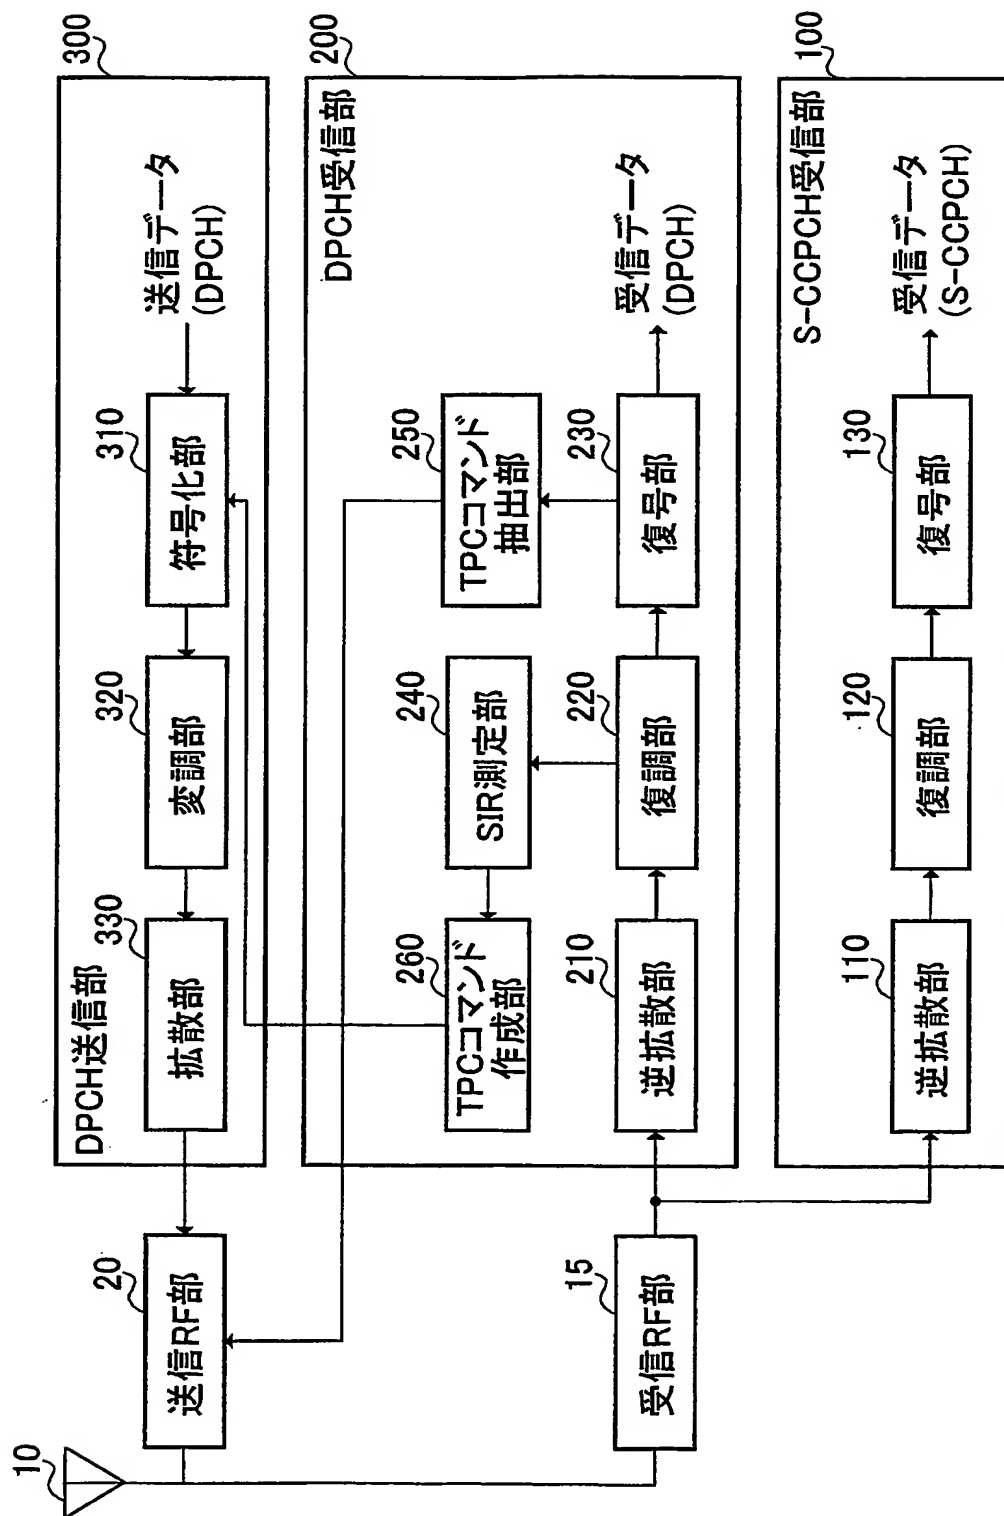 10
20
送信RF部
15
受信RF部
300
DPCH送信部
330
拡散部
320
変調部
310
符号化部
送信データ
(DPCH)
200
DPCH受信部
260
TPCコマンド
作成部
240
SIR測定部
250
TPCコマンド
抽出部
210
逆拡散部
220
復調部
230
復号部
受信データ
(DPCH)
100
S-CCPCH受信部
110
逆拡散部
120
復調部
130
復号部
受信データ
(S-CCPCH)